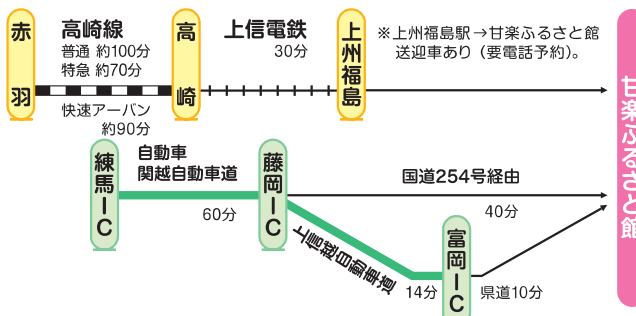 赤羽
高崎線
普通 約100分
特急 約70分
快速アーバン
約90分
高崎
上信電鉄
30分
上州福島
※上州福島駅→甘楽ふるさと館
送迎車あり（要電話予約）。
甘楽ふるさと館
練馬IC
自動車
関越自動車道
60分
藤岡IC
国道254号経由
40分
上信越自動車道
14分
富岡IC
県道10分